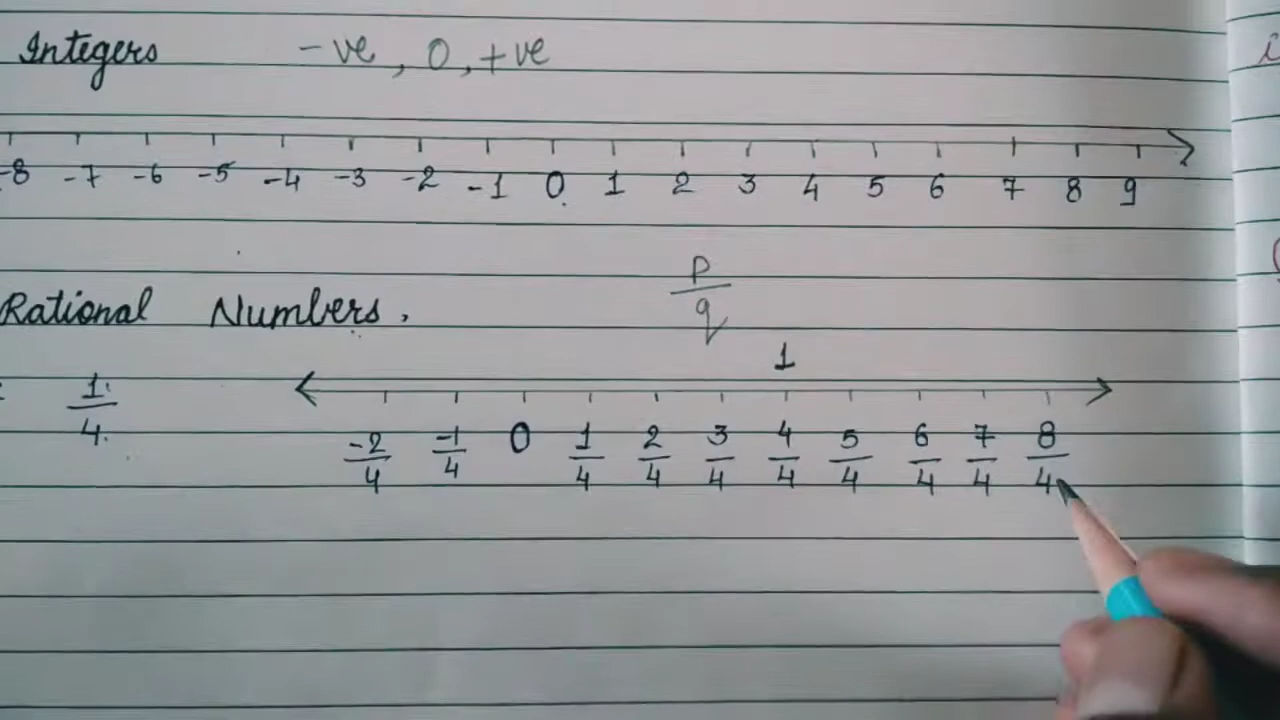 Integers -ve, 0, +ve
-8 -7 -6 -5 -4 -3 -2 -1 0 1 2 3 4 5 6 7 8 9
p/q
Rational Numbers.
1
1/4
-2/4 -1/4 0 1/4 2/4 3/4 4/4 5/4 6/4 7/4 8/4